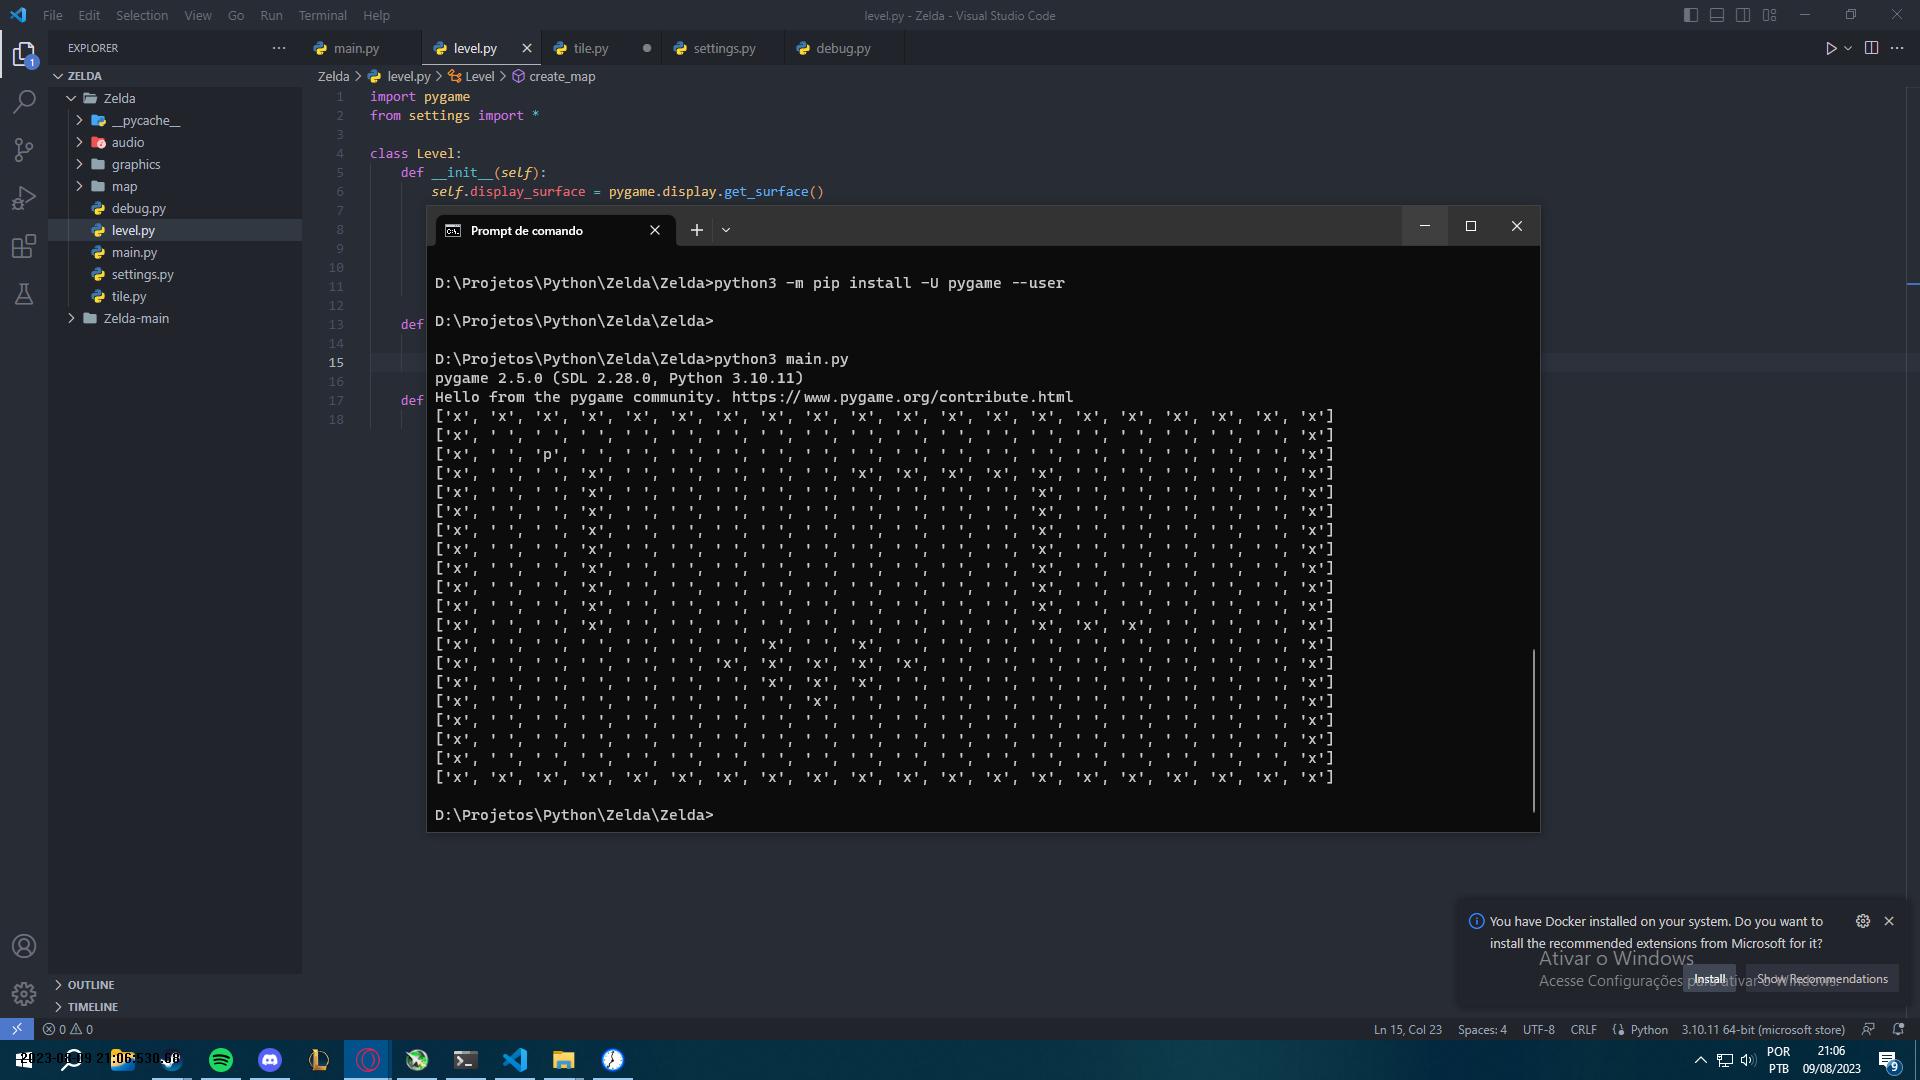 File Edit Selection View Go Run Terminal Help
level.py - Zelda - Visual Studio Code
EXPLORER
main.py level.py tile.py settings.py debug.py
ZELDA
Zelda
__pycache__
audio
graphics
map
debug.py
level.py
main.py
settings.py
tile.py
Zelda-main
Zelda > level.py > Level > create_map
1 import pygame
2 from settings import *
3
4 class Level:
5 def __init__(self):
6 self.display_surface = pygame.display.get_surface()
7
8
9
10
11
12
13 def
14
15
16
17 def
18
Prompt de comando
D:\Projetos\Python\Zelda\Zelda>python3 -m pip install -U pygame --user
D:\Projetos\Python\Zelda\Zelda>
D:\Projetos\Python\Zelda\Zelda>python3 main.py
pygame 2.5.0 (SDL 2.28.0, Python 3.10.11)
Hello from the pygame community. https://www.pygame.org/contribute.html
['x', 'x', 'x', 'x', 'x', 'x', 'x', 'x', 'x', 'x', 'x', 'x', 'x', 'x', 'x', 'x', 'x', 'x', 'x', 'x']
['x', ' ', ' ', ' ', ' ', ' ', ' ', ' ', ' ', ' ', ' ', ' ', ' ', ' ', ' ', ' ', ' ', ' ', ' ', 'x']
['x', ' ', 'p', ' ', ' ', ' ', ' ', ' ', ' ', ' ', ' ', ' ', ' ', ' ', ' ', ' ', ' ', ' ', ' ', 'x']
['x', ' ', ' ', 'x', ' ', ' ', ' ', ' ', ' ', 'x', 'x', 'x', 'x', 'x', ' ', ' ', ' ', ' ', ' ', 'x']
['x', ' ', ' ', 'x', ' ', ' ', ' ', ' ', ' ', ' ', ' ', ' ', ' ', 'x', ' ', ' ', ' ', ' ', ' ', 'x']
['x', ' ', ' ', 'x', ' ', ' ', ' ', ' ', ' ', ' ', ' ', ' ', ' ', 'x', ' ', ' ', ' ', ' ', ' ', 'x']
['x', ' ', ' ', 'x', ' ', ' ', ' ', ' ', ' ', ' ', ' ', ' ', ' ', 'x', ' ', ' ', ' ', ' ', ' ', 'x']
['x', ' ', ' ', 'x', ' ', ' ', ' ', ' ', ' ', ' ', ' ', ' ', ' ', 'x', ' ', ' ', ' ', ' ', ' ', 'x']
['x', ' ', ' ', 'x', ' ', ' ', ' ', ' ', ' ', ' ', ' ', ' ', ' ', 'x', ' ', ' ', ' ', ' ', ' ', 'x']
['x', ' ', ' ', 'x', ' ', ' ', ' ', ' ', ' ', ' ', ' ', ' ', ' ', 'x', ' ', ' ', ' ', ' ', ' ', 'x']
['x', ' ', ' ', 'x', ' ', ' ', ' ', ' ', ' ', ' ', ' ', ' ', ' ', 'x', ' ', ' ', ' ', ' ', ' ', 'x']
['x', ' ', ' ', 'x', ' ', ' ', ' ', ' ', ' ', ' ', ' ', ' ', ' ', 'x', 'x', 'x', ' ', ' ', ' ', 'x']
['x', ' ', ' ', ' ', ' ', ' ', ' ', 'x', ' ', 'x', ' ', ' ', ' ', ' ', ' ', ' ', ' ', ' ', ' ', 'x']
['x', ' ', ' ', ' ', ' ', ' ', 'x', 'x', 'x', 'x', 'x', ' ', ' ', ' ', ' ', ' ', ' ', ' ', ' ', 'x']
['x', ' ', ' ', ' ', ' ', ' ', ' ', 'x', 'x', 'x', ' ', ' ', ' ', ' ', ' ', ' ', ' ', ' ', ' ', 'x']
['x', ' ', ' ', ' ', ' ', ' ', ' ', ' ', 'x', ' ', ' ', ' ', ' ', ' ', ' ', ' ', ' ', ' ', ' ', 'x']
['x', ' ', ' ', ' ', ' ', ' ', ' ', ' ', ' ', ' ', ' ', ' ', ' ', ' ', ' ', ' ', ' ', ' ', ' ', 'x']
['x', ' ', ' ', ' ', ' ', ' ', ' ', ' ', ' ', ' ', ' ', ' ', ' ', ' ', ' ', ' ', ' ', ' ', ' ', 'x']
['x', ' ', ' ', ' ', ' ', ' ', ' ', ' ', ' ', ' ', ' ', ' ', ' ', ' ', ' ', ' ', ' ', ' ', ' ', 'x']
['x', 'x', 'x', 'x', 'x', 'x', 'x', 'x', 'x', 'x', 'x', 'x', 'x', 'x', 'x', 'x', 'x', 'x', 'x', 'x']
D:\Projetos\Python\Zelda\Zelda>
You have Docker installed on your system. Do you want to
install the recommended extensions from Microsoft for it?
Install Show Recommendations
Ativar o Windows
Acesse Configurações para ativar o Windows.
OUTLINE
TIMELINE
0 0
Ln 15, Col 23 Spaces: 4 UTF-8 CRLF Python 3.10.11 64-bit (microsoft store)
POR
PTB
21:06
09/08/2023
9